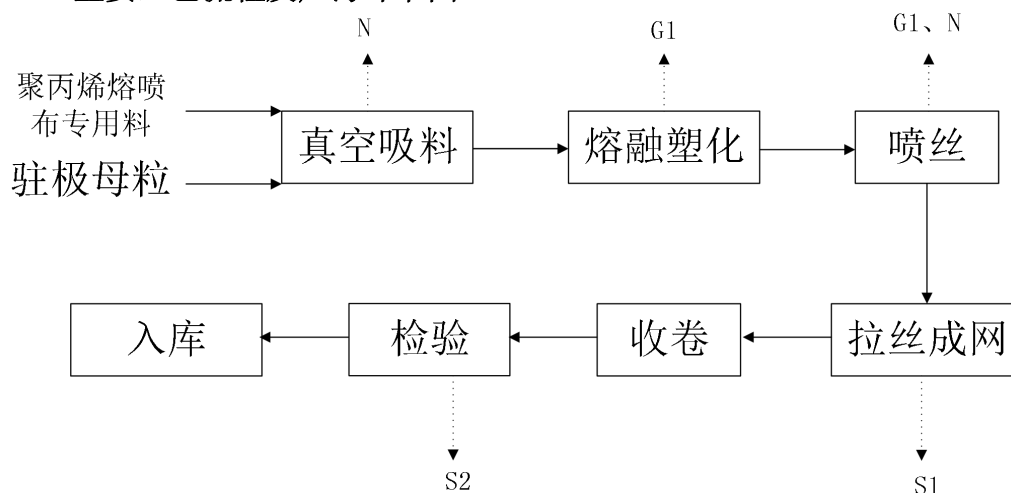 N
G1
G1、N
聚丙烯熔喷
布专用料
驻极母粒
真空吸料
熔融塑化
喷丝
入库
检验
收卷
拉丝成网
S2
S1